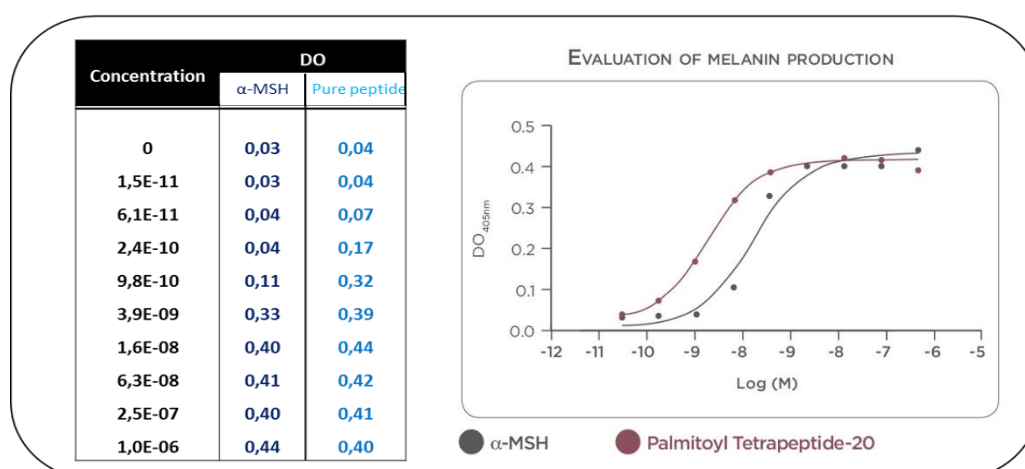 Concentration DO
α-MSH Pure peptide
0 0,03 0,04
1,5E-11 0,03 0,04
6,1E-11 0,04 0,07
2,4E-10 0,04 0,17
9,8E-10 0,11 0,32
3,9E-09 0,33 0,39
1,6E-08 0,40 0,44
6,3E-08 0,41 0,42
2,5E-07 0,40 0,41
1,0E-06 0,44 0,40
EVALUATION OF MELANIN PRODUCTION
0.5
0.4
0.3
0.2
0.1
0.0
DO405nm
-12 -11 -10 -9 -8 -9 -8 -7 -6 -5
Log (M)
α-MSH Palmitoyl Tetrapeptide-20